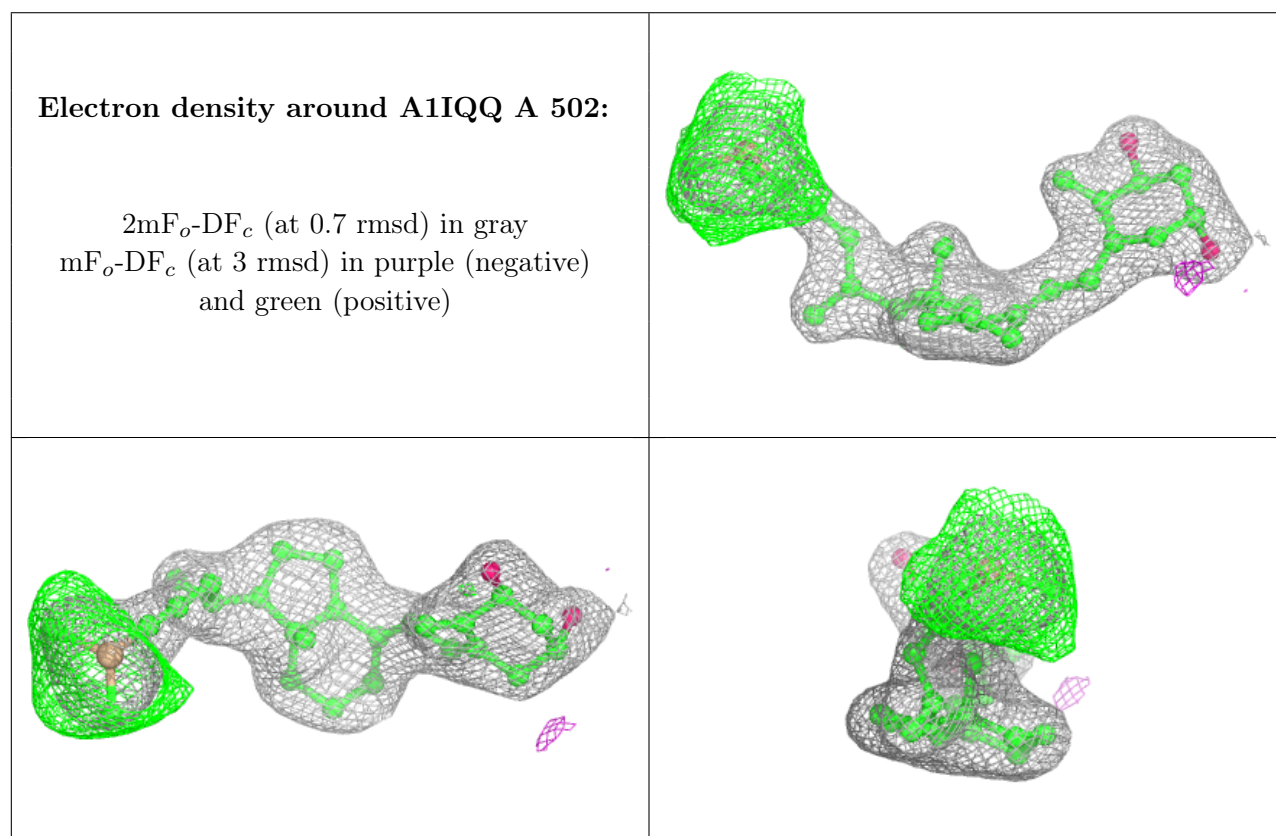 Electron density around A1IQQ A 502:
2mFₒ-DF𝒸 (at 0.7 rmsd) in gray
mFₒ-DF𝒸 (at 3 rmsd) in purple (negative)
and green (positive)